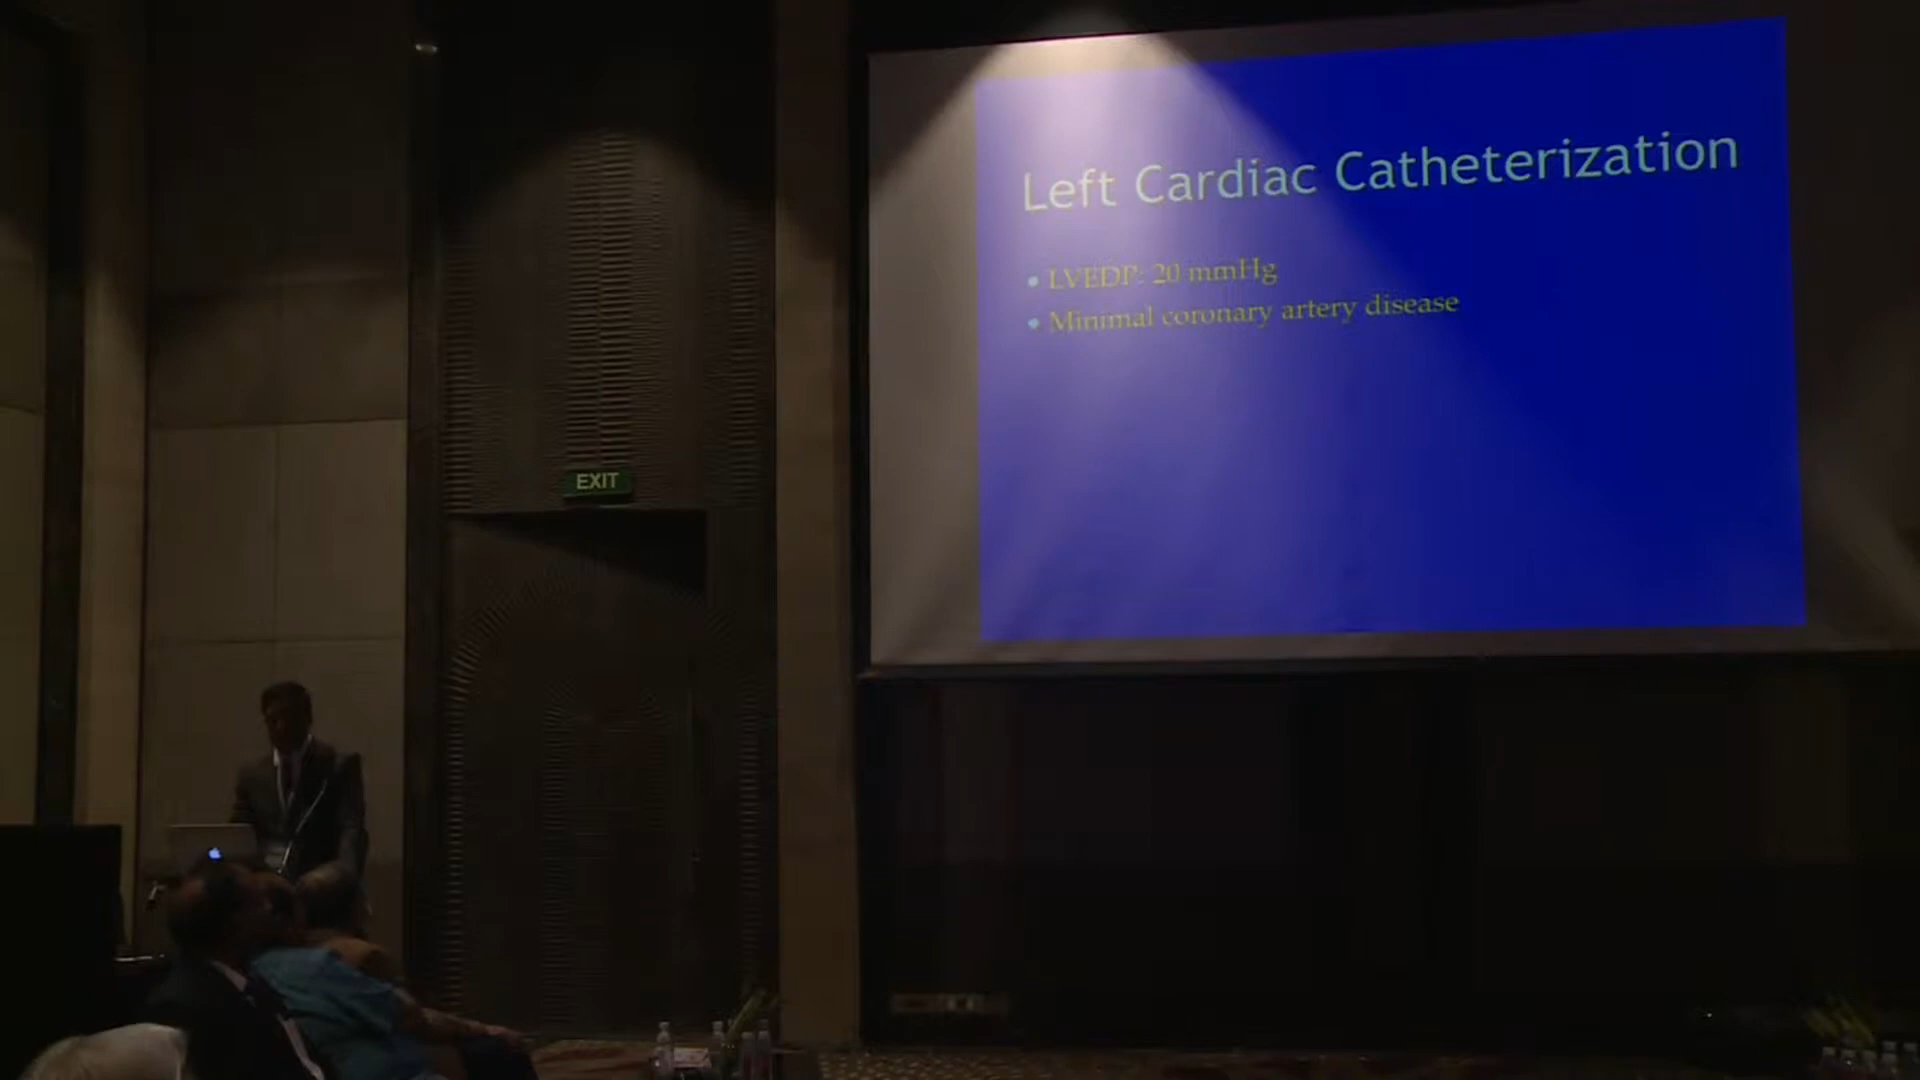 Left Cardiac Catheterization
• LVEDP: 20 mmHg
• Minimal coronary artery disease
EXIT